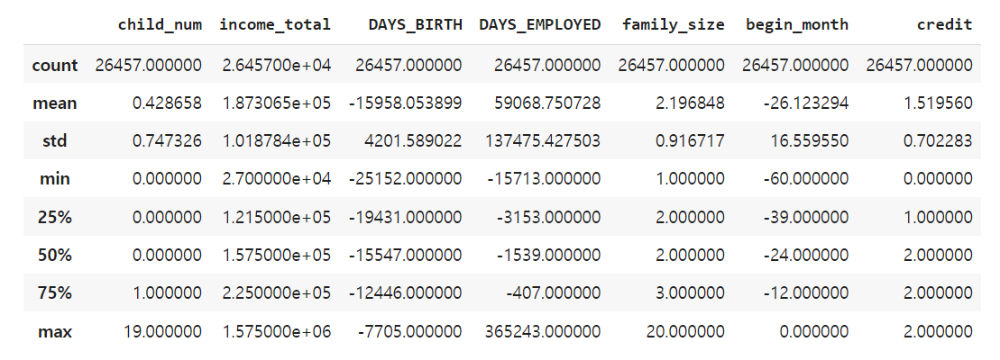 child_num income_total DAYS_BIRTH DAYS_EMPLOYED family_size begin_month credit
count 26457.000000 2.645700e+04 26457.000000 26457.000000 26457.000000 26457.000000 26457.000000
mean 0.428658 1.873065e+05 -15958.053899 59068.750728 2.196848 -26.123294 1.519560
std 0.747326 1.018784e+05 4201.589022 137475.427503 0.916717 16.559550 0.702283
min 0.000000 2.700000e+04 -25152.000000 -15713.000000 1.000000 -60.000000 0.000000
25% 0.000000 1.215000e+05 -19431.000000 -3153.000000 2.000000 -39.000000 1.000000
50% 0.000000 1.575000e+05 -15547.000000 -1539.000000 2.000000 -24.000000 2.000000
75% 1.000000 2.250000e+05 -12446.000000 -407.000000 3.000000 -12.000000 2.000000
max 19.000000 1.575000e+06 -7705.000000 365243.000000 20.000000 0.000000 2.000000